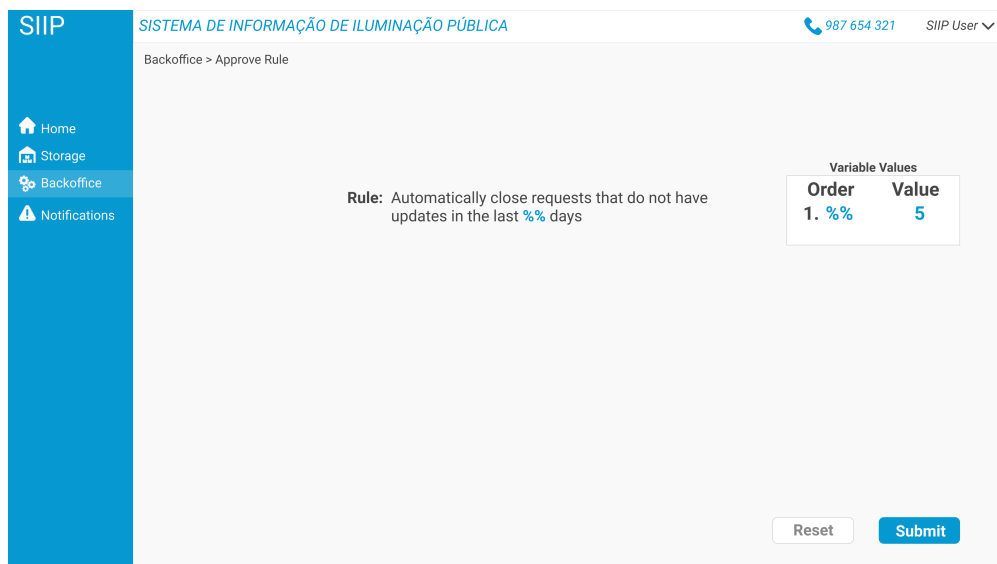 SIIP
SISTEMA DE INFORMAÇÃO DE ILUMINAÇÃO PÚBLICA
987 654 321
SIIP User
Backoffice > Approve Rule
Home
Storage
Backoffice
Notifications
Rule: Automatically close requests that do not have
updates in the last %% days
Variable Values
Order Value
1. %% 5
Reset
Submit